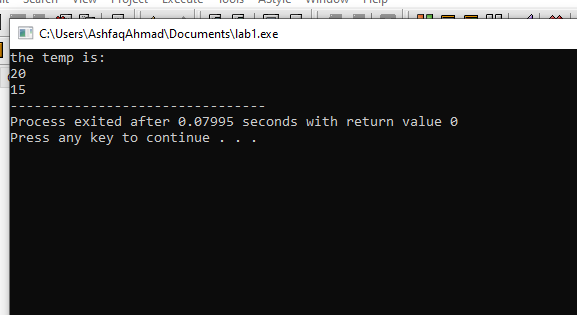 Search View Project Execute Tools AStyle Window Help
C:\Users\AshfaqAhmad\Documents\lab1.exe
the temp is:
20
15
--------------------------------
Process exited after 0.07995 seconds with return value 0
Press any key to continue . . .